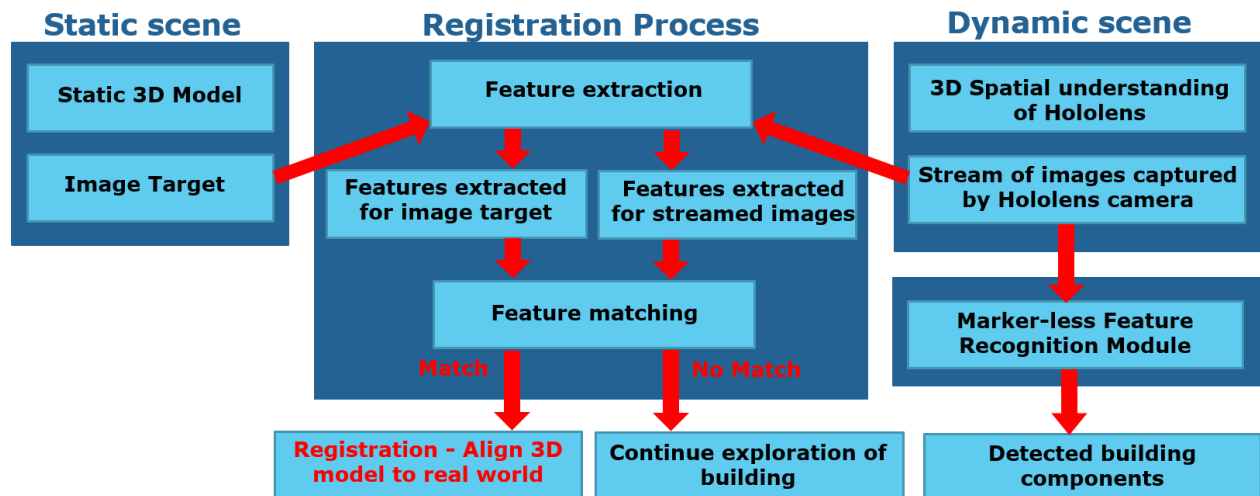 Static scene
Static 3D Model
Image Target
Registration Process
Feature extraction
Features extracted
for image target
Features extracted
for streamed images
Feature matching
Match
No Match
Registration - Align 3D
model to real world
Continue exploration of
building
Dynamic scene
3D Spatial understanding
of Hololens
Stream of images captured
by Hololens camera
Marker-less Feature
Recognition Module
Detected building
components